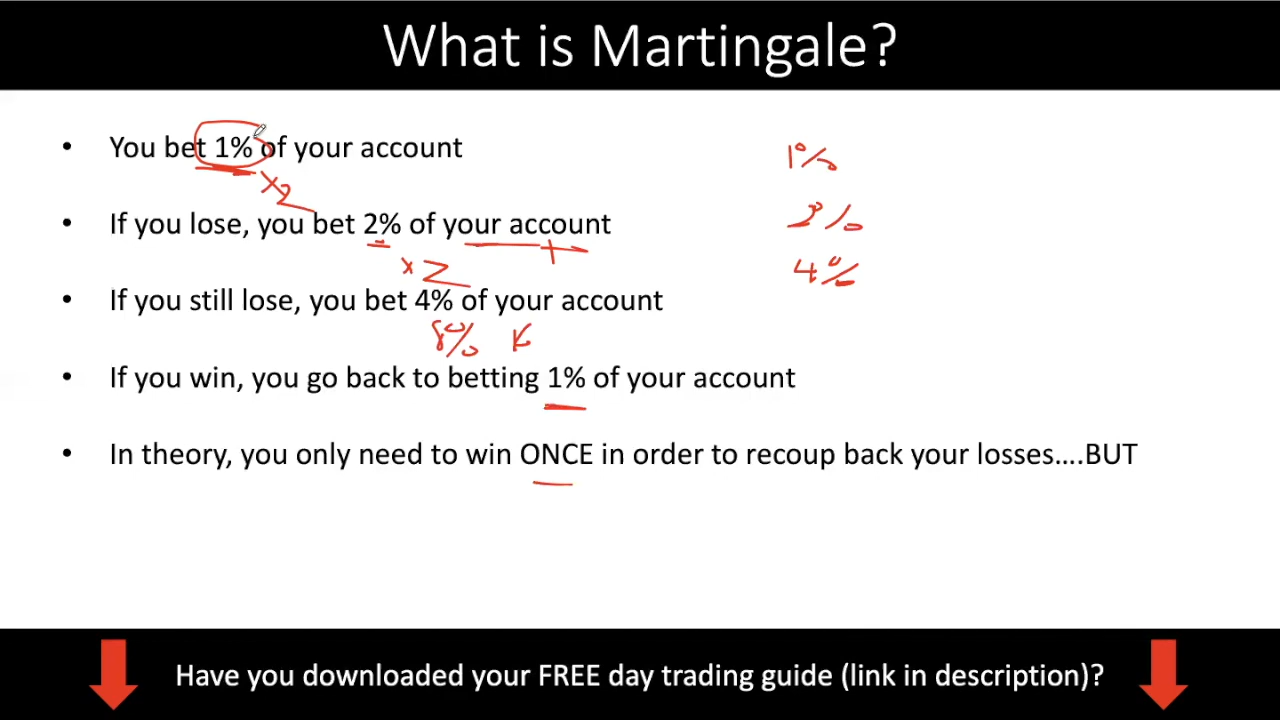 What is Martingale?
• You bet 1% of your account
1%
×2
• If you lose, you bet 2% of your account
2%
×2
4%
• If you still lose, you bet 4% of your account
8%
• If you win, you go back to betting 1% of your account
• In theory, you only need to win ONCE in order to recoup back your losses....BUT
Have you downloaded your FREE day trading guide (link in description)?